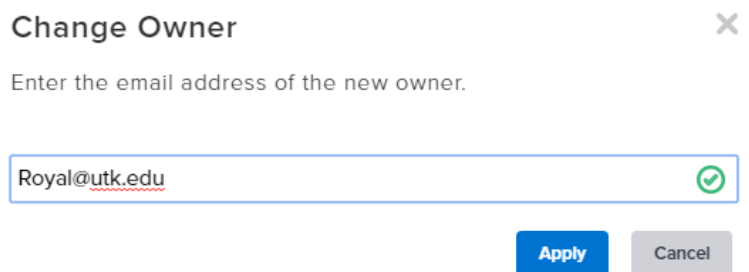 Change Owner
Enter the email address of the new owner.
Royal@utk.edu
Apply Cancel